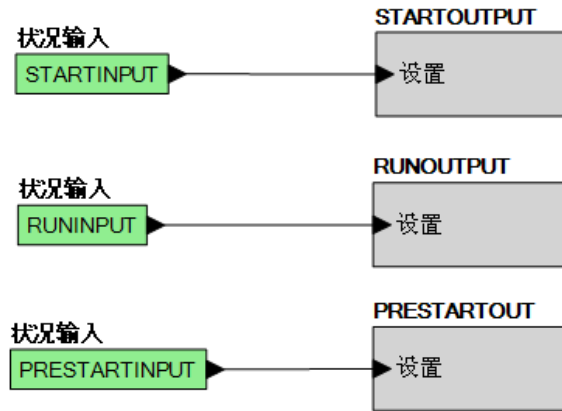 STARTOUTPUT
状况输入
STARTINPUT
设置
RUNOUTPUT
状况输入
RUNINPUT
设置
PRESTARTOUT
状况输入
PRESTARTINPUT
设置